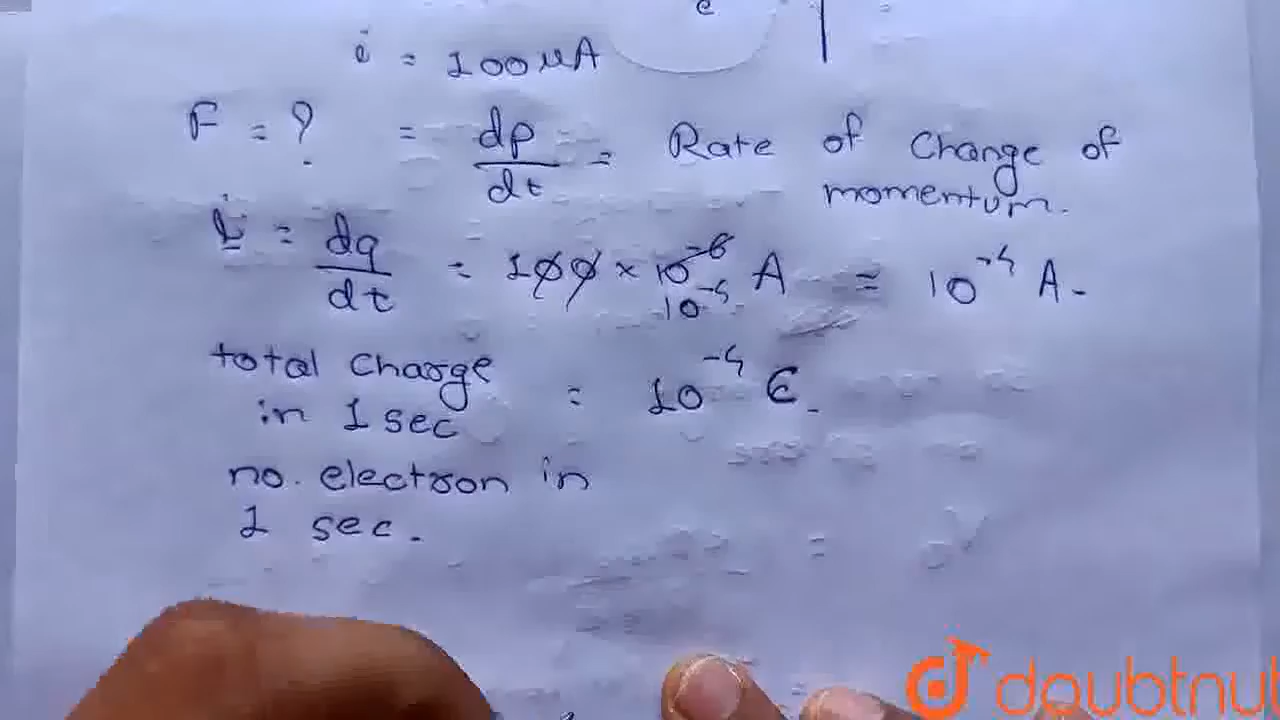 e
i = 100 μA
F = ? = dp/dt = Rate of change of momentum.
i = dq/dt = 100 × 10^-6 A = 10^-4 A.
10^-4
total charge in 1 sec = 10^-4 C.
no. electron in
1 sec.
doubtnut